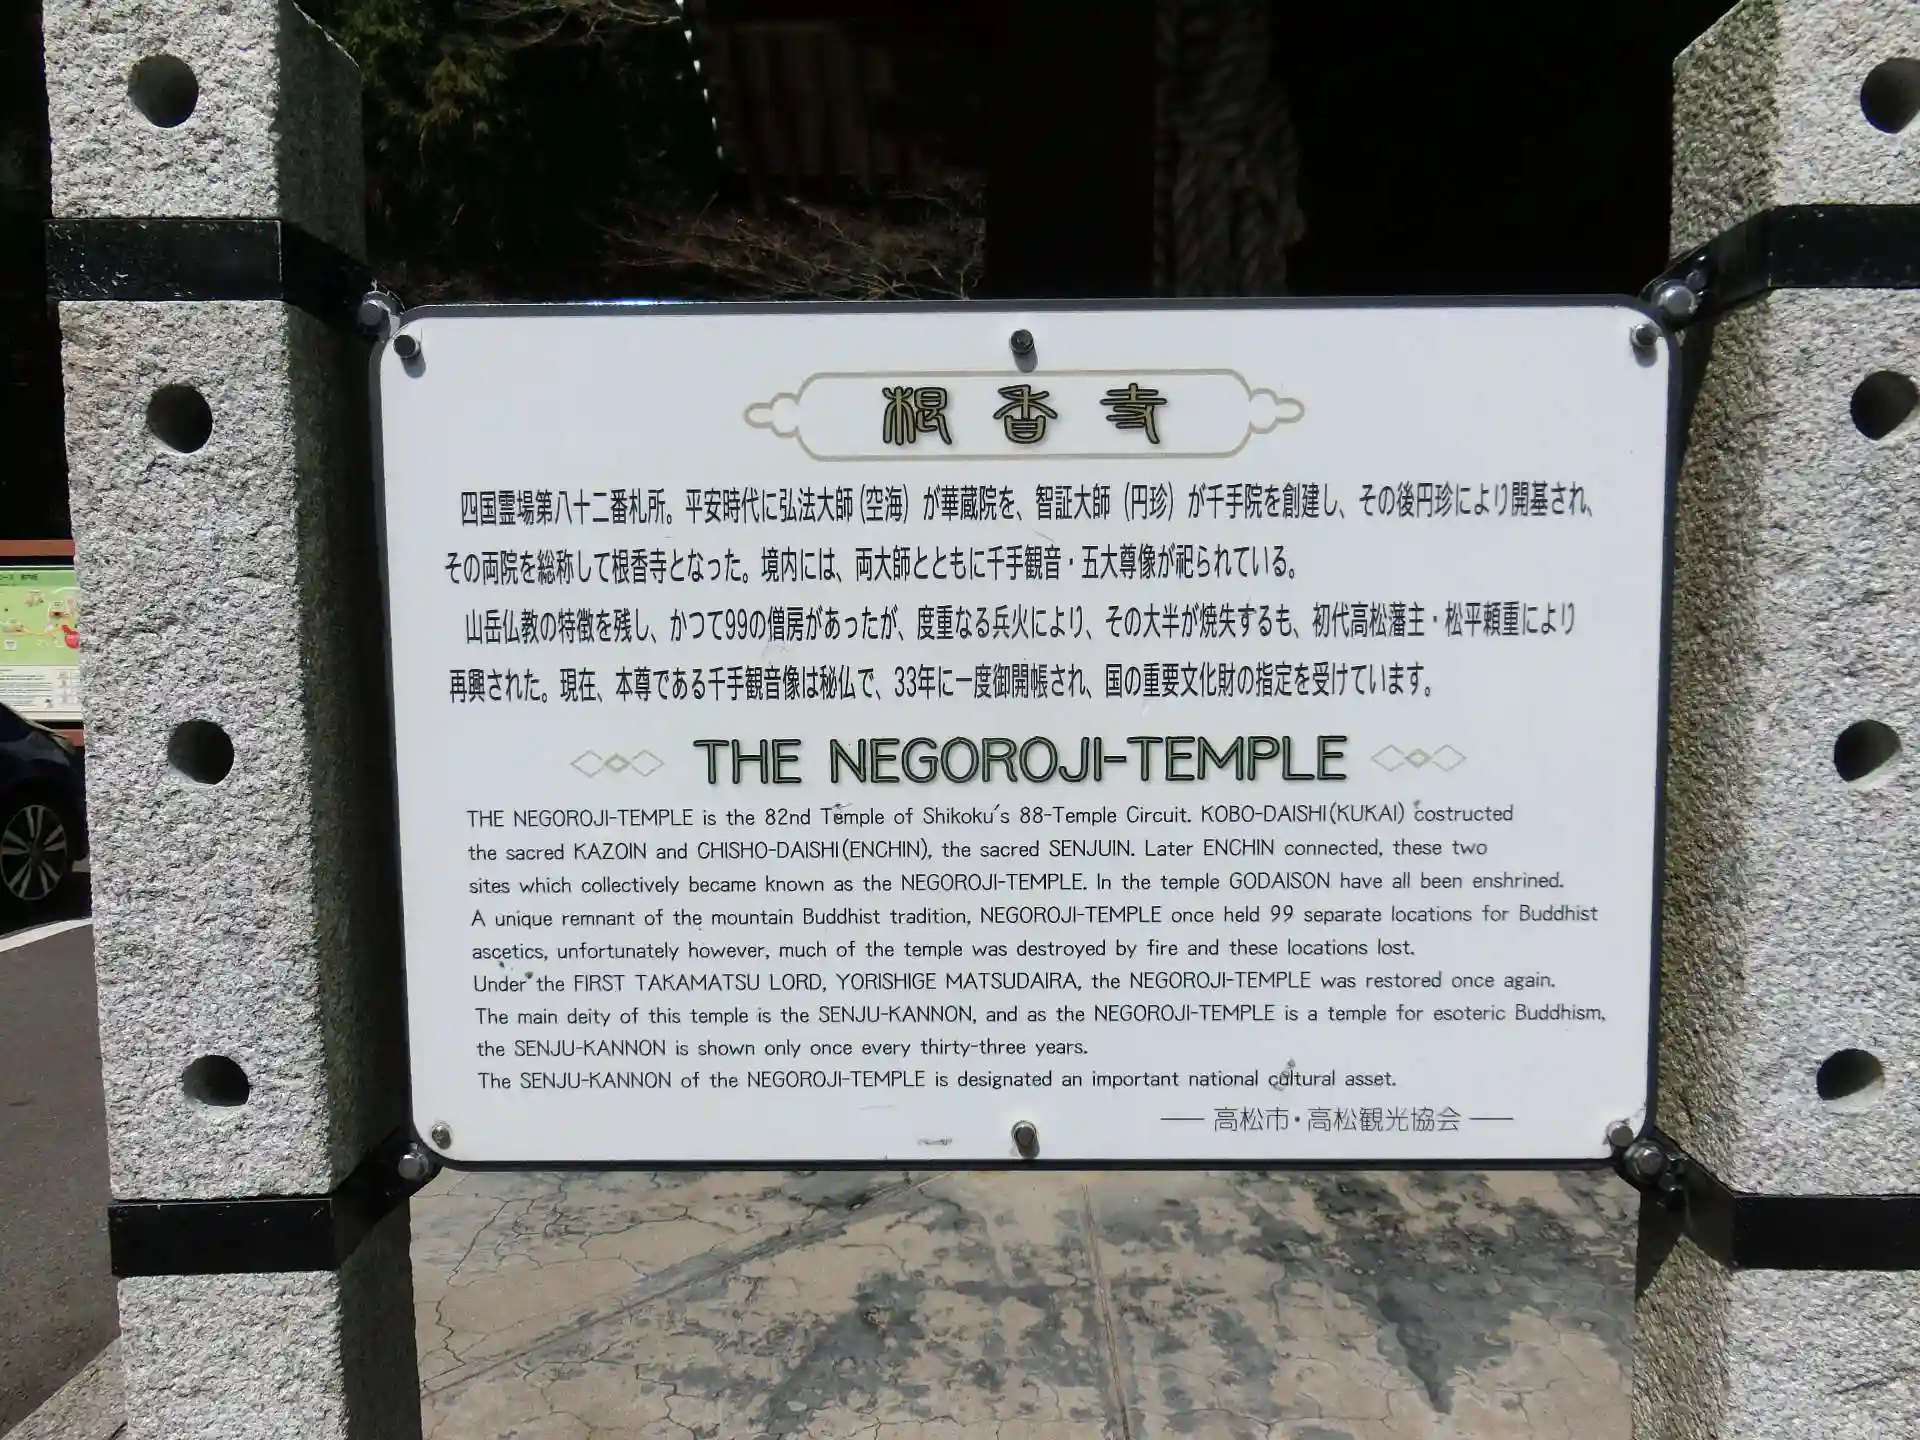 根香寺
四国霊場第八十二番札所。平安時代に弘法大師(空海)が華蔵院を、智証大師(円珍)が千手院を創建し、その後円珍により開基され、
その両院を総称して根香寺となった。境内には、両大師とともに千手観音・五大尊像が祀られている。
山岳仏教の特徴を残し、かつて99の僧房があったが、度重なる兵火により、その大半が焼失するも、初代高松藩主・松平頼重により
再興された。現在、本尊である千手観音像は秘仏で、33年に一度御開帳され、国の重要文化財の指定を受けています。
THE NEGOROJI-TEMPLE
THE NEGOROJI-TEMPLE is the 82nd Temple of Shikoku's 88-Temple Circuit. KOBO-DAISHI(KUKAI) costructed
the sacred KAZOIN and CHISHO-DAISHI(ENCHIN), the sacred SENJUIN. Later ENCHIN connected, these two
sites which collectively became known as the NEGOROJI-TEMPLE. In the temple GODAISON have all been enshrined.
A unique remnant of the mountain Buddhist tradition, NEGOROJI-TEMPLE once held 99 separate locations for Buddhist
ascetics, unfortunately however, much of the temple was destroyed by fire and these locations lost.
Under the FIRST TAKAMATSU LORD, YORISHIGE MATSUDAIRA, the NEGOROJI-TEMPLE was restored once again.
The main deity of this temple is the SENJU-KANNON, and as the NEGOROJI-TEMPLE is a temple for esoteric Buddhism,
the SENJU-KANNON is shown only once every thirty-three years.
The SENJU-KANNON of the NEGOROJI-TEMPLE is designated an important national cultural asset.
高松市・高松観光協会